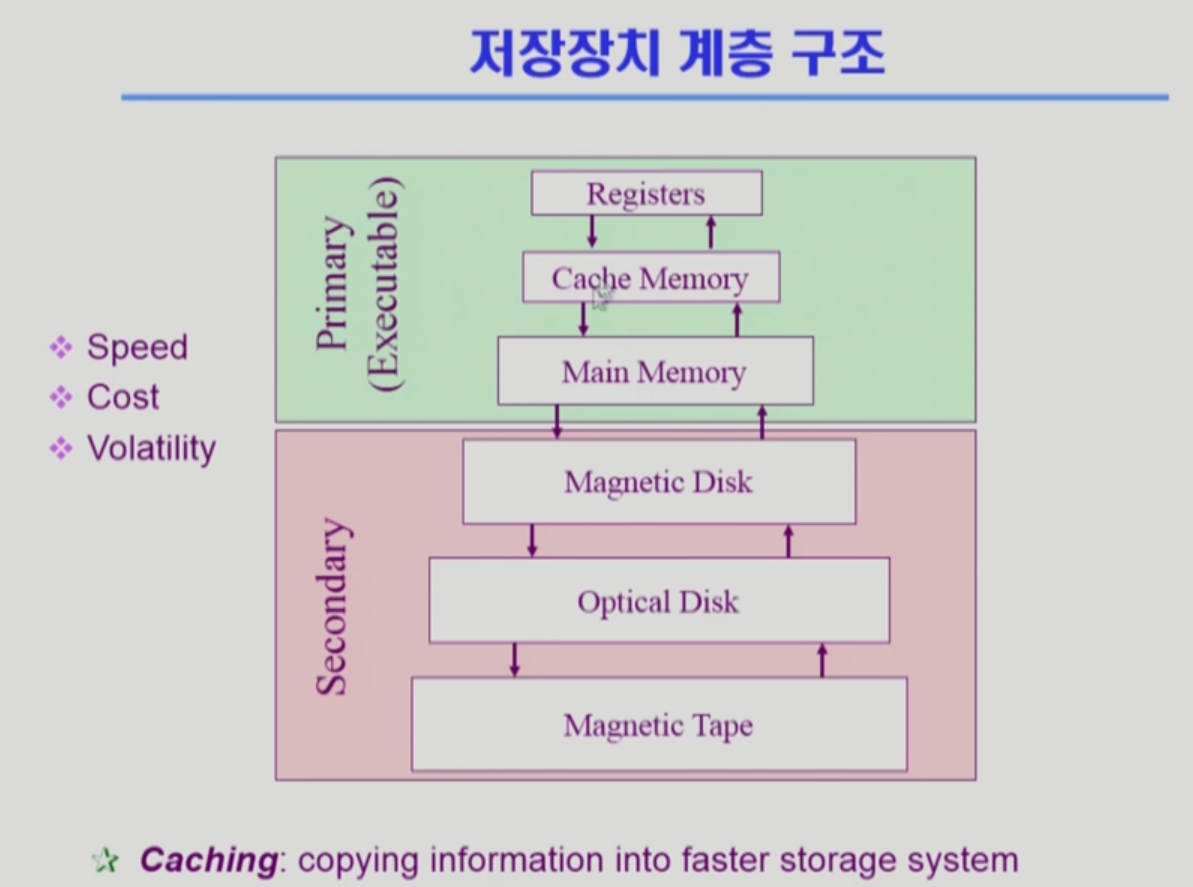 저장장치 계층 구조
Primary
(Executable)
Registers
Cache Memory
Main Memory
Speed
Cost
Volatility
Secondary
Magnetic Disk
Optical Disk
Magnetic Tape
Caching: copying information into faster storage system